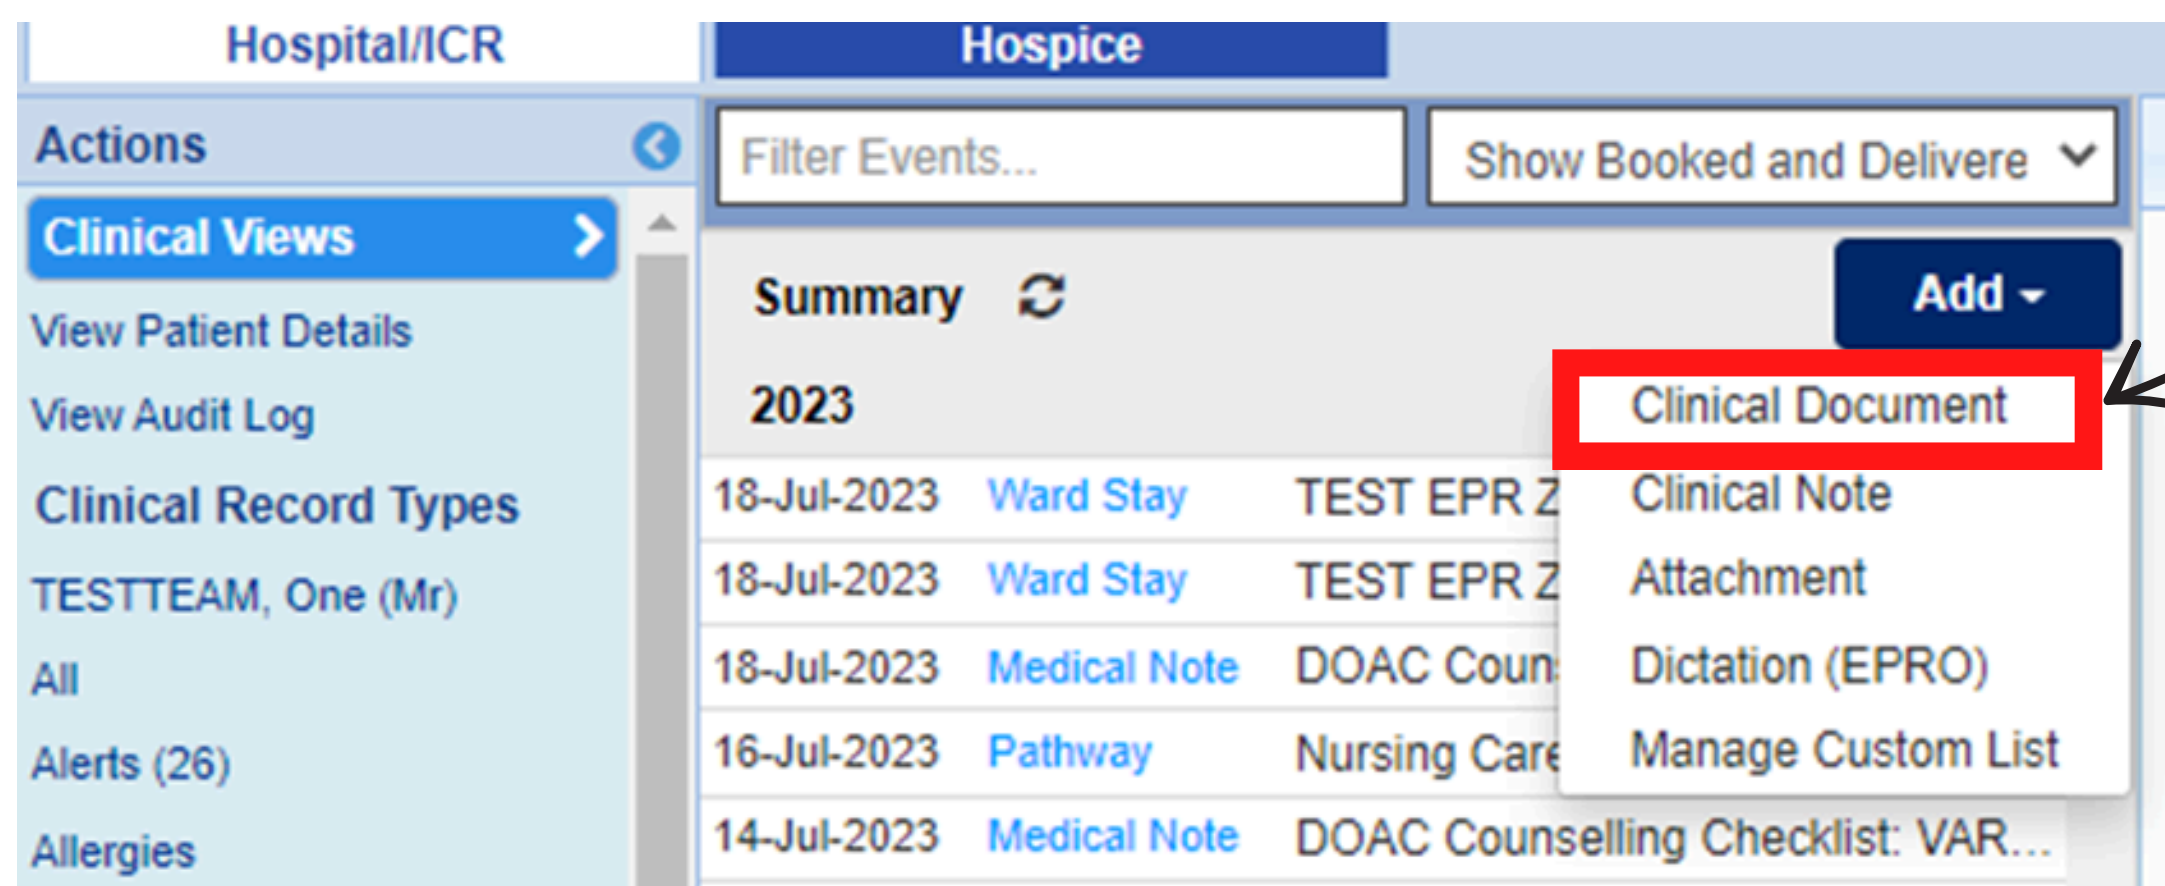 Hospital/ICR
Hospice
Actions
Clinical Views
View Patient Details
View Audit Log
Clinical Record Types
TESTTEAM, One (Mr)
All
Alerts (26)
Allergies
Filter Events...
Show Booked and Delivere
Summary
Add
2023
18-Jul-2023 Ward Stay TEST EPR Z
18-Jul-2023 Ward Stay TEST EPR Z
18-Jul-2023 Medical Note DOAC Coun
16-Jul-2023 Pathway Nursing Care
14-Jul-2023 Medical Note DOAC Counselling Checklist: VAR...
Clinical Document
Clinical Note
Attachment
Dictation (EPRO)
Manage Custom List